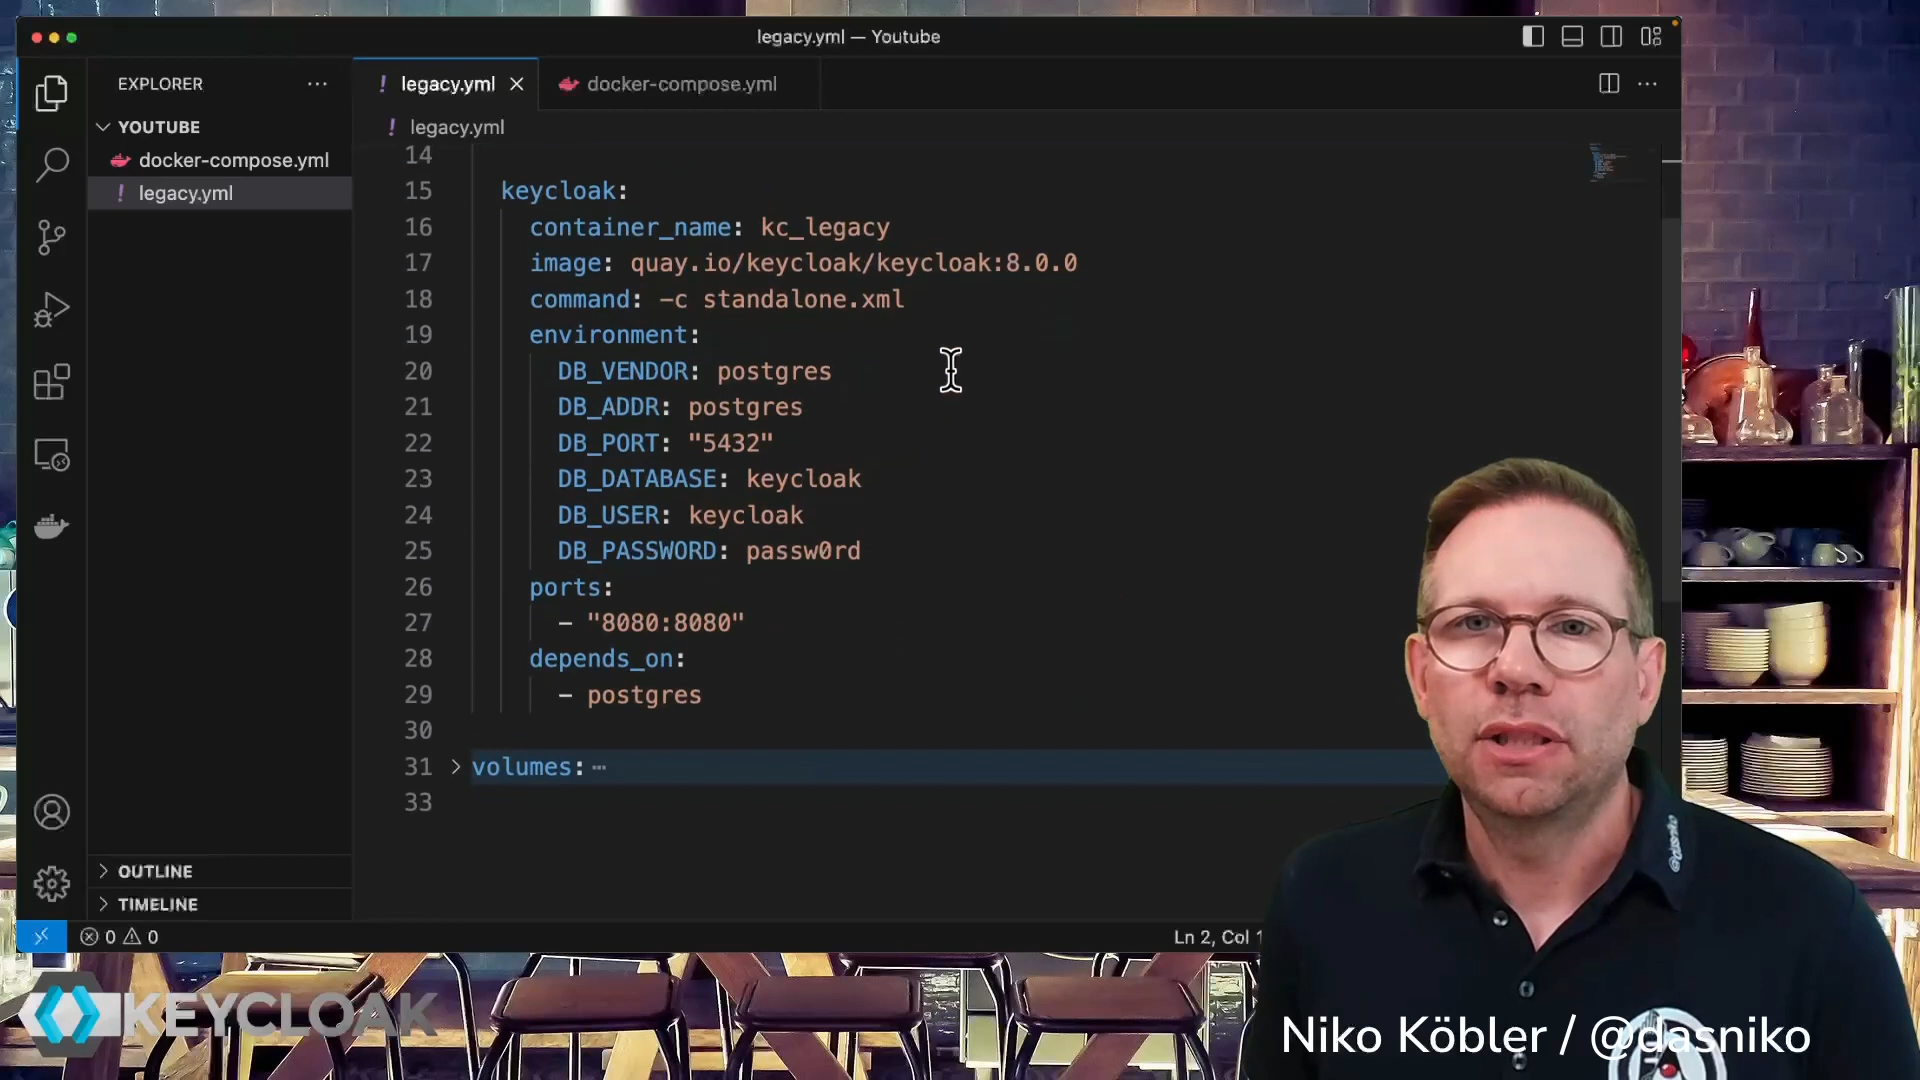 legacy.yml — Youtube
EXPLORER
legacy.yml
docker-compose.yml
YOUTUBE
legacy.yml
docker-compose.yml
legacy.yml
14
15 keycloak:
16 container_name: kc_legacy
17 image: quay.io/keycloak/keycloak:8.0.0
18 command: -c standalone.xml
19 environment:
20 DB_VENDOR: postgres
21 DB_ADDR: postgres
22 DB_PORT: "5432"
23 DB_DATABASE: keycloak
24 DB_USER: keycloak
25 DB_PASSWORD: passw0rd
26 ports:
27 - "8080:8080"
28 depends_on:
29 - postgres
30
31 volumes: ⋯
33
OUTLINE
TIMELINE
0 0
Ln 2, Col 1
@dasniko
KEYCLOAK
Niko Köbler / @dasniko